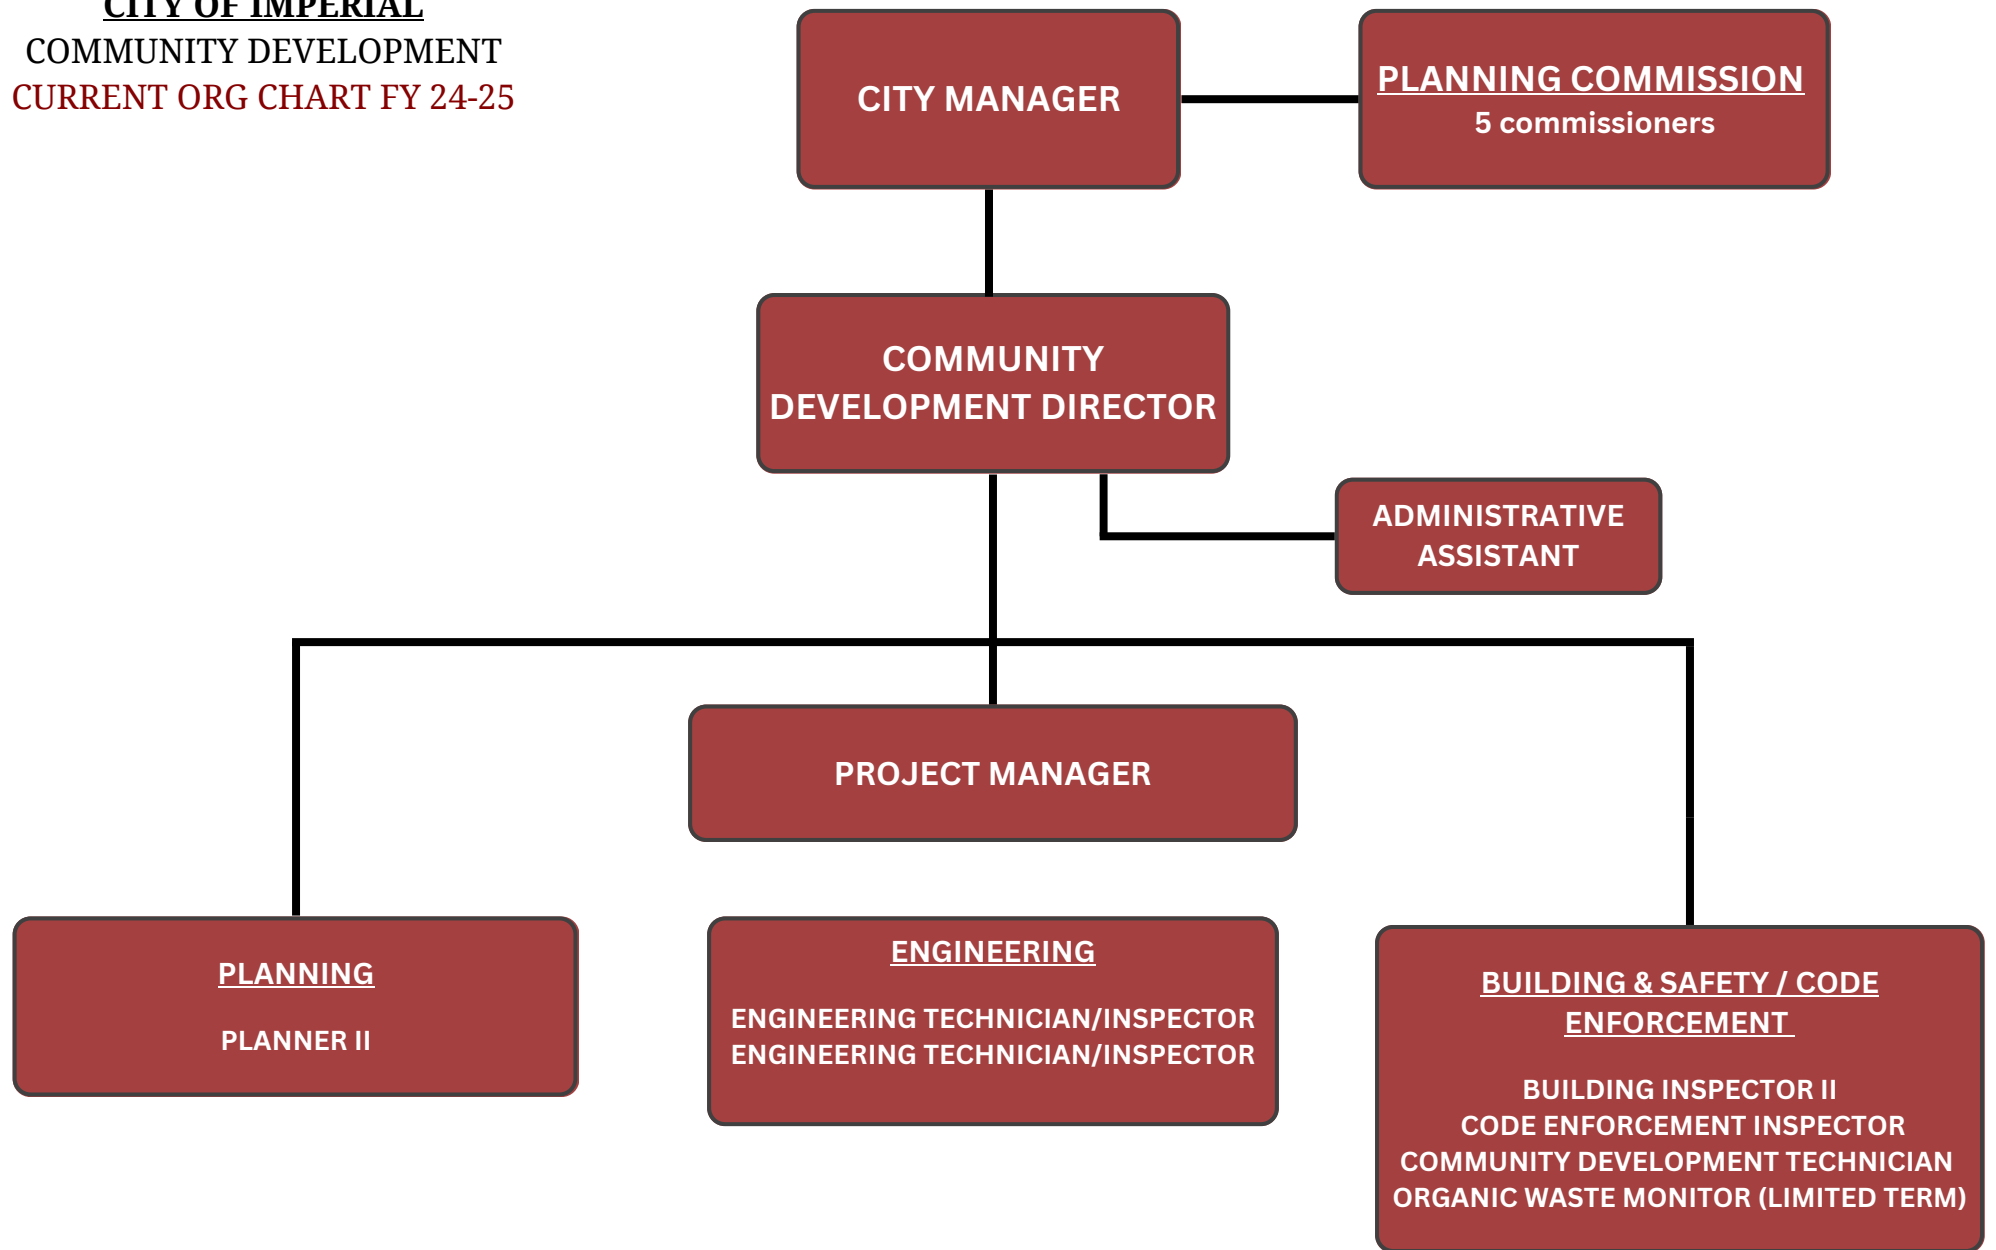 CITY OF IMPERIAL
COMMUNITY DEVELOPMENT
CURRENT ORG CHART FY 24-25
CITY MANAGER
PLANNING COMMISSION
5 commissioners
COMMUNITY
DEVELOPMENT DIRECTOR
ADMINISTRATIVE
ASSISTANT
PROJECT MANAGER
PLANNING
PLANNER II
ENGINEERING
ENGINEERING TECHNICIAN/INSPECTOR
ENGINEERING TECHNICIAN/INSPECTOR
BUILDING & SAFETY / CODE
ENFORCEMENT
BUILDING INSPECTOR II
CODE ENFORCEMENT INSPECTOR
COMMUNITY DEVELOPMENT TECHNICIAN
ORGANIC WASTE MONITOR (LIMITED TERM)